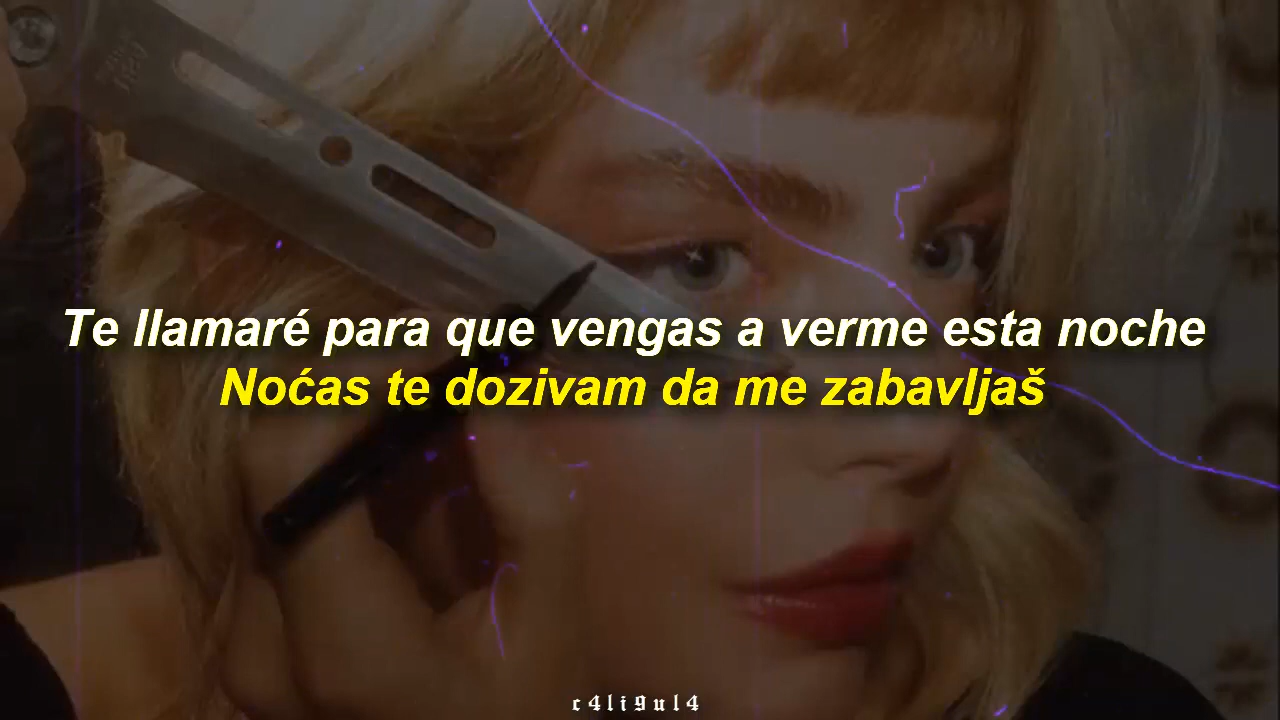 Te llamaré para que vengas a verme esta noche
Noćas te dozivam da me zabavljaš
c4li9ul4